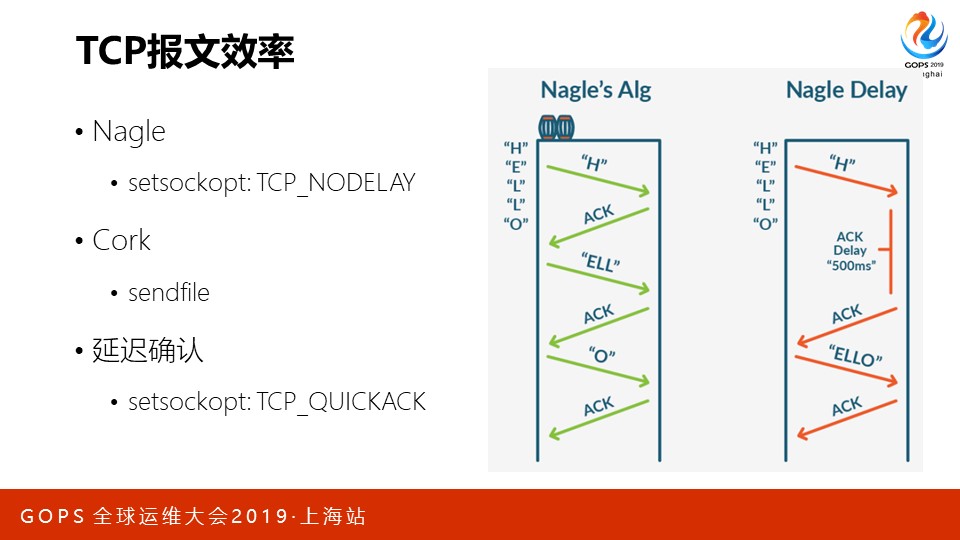 TCP报文效率
GOPS 2019
nghai
• Nagle
• setsockopt: TCP_NODELAY
• Cork
• sendfile
• 延迟确认
• setsockopt: TCP_QUICKACK
Nagle's Alg
“H”
“E”
“L”
“L”
“O”
“H”
ACK
“ELL”
ACK
“O”
ACK
Nagle Delay
“H”
“E”
“L”
“L”
“O”
“H”
ACK
Delay
“500ms”
ACK
“ELLO”
ACK
GOPS 全球运维大会2019·上海站